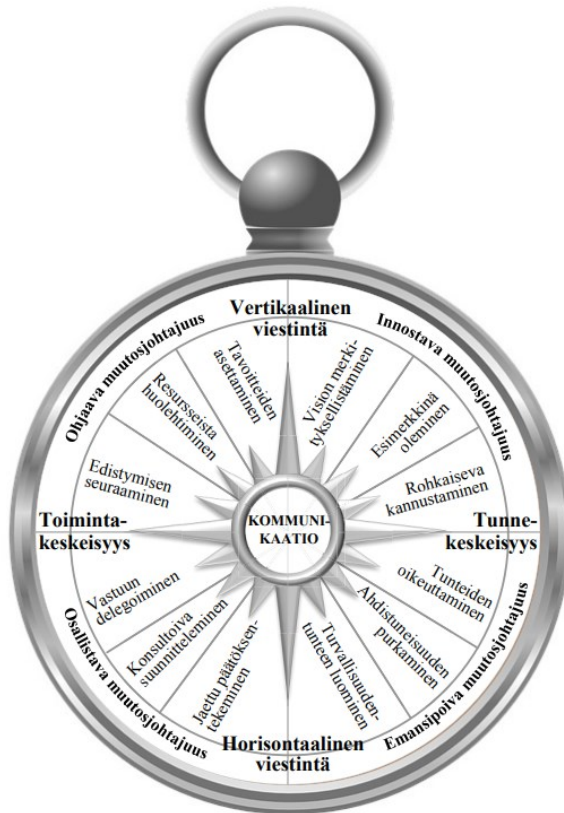 Vertikaalinen
viestintä
Ohjaava muutosjohtajuus
Innostava muutosjohtajuus
Tavoitteiden
asettaminen
Vision merki-
tyksellistäminen
Resursseista
huolehtiminen
Esimerkkinä
oleminen
Edistymisen
seuraaminen
Rohkaiseva
kannustaminen
Toiminta-
keskeisyys
KOMMUNI-
KAATIO
Tunne-
keskeisyys
Vastuun
delegoiminen
Tunteiden
oikeuttaminen
Konsultoiva
suunnitteleminen
Ahdistuneisuuden
purkaminen
Jaettu päätöksen-
tekeminen
Turvallisuuden-
tunteen luominen
Osallistava muutosjohtajuus
Emansipoiva muutosjohtajuus
Horisontaalinen
viestintä